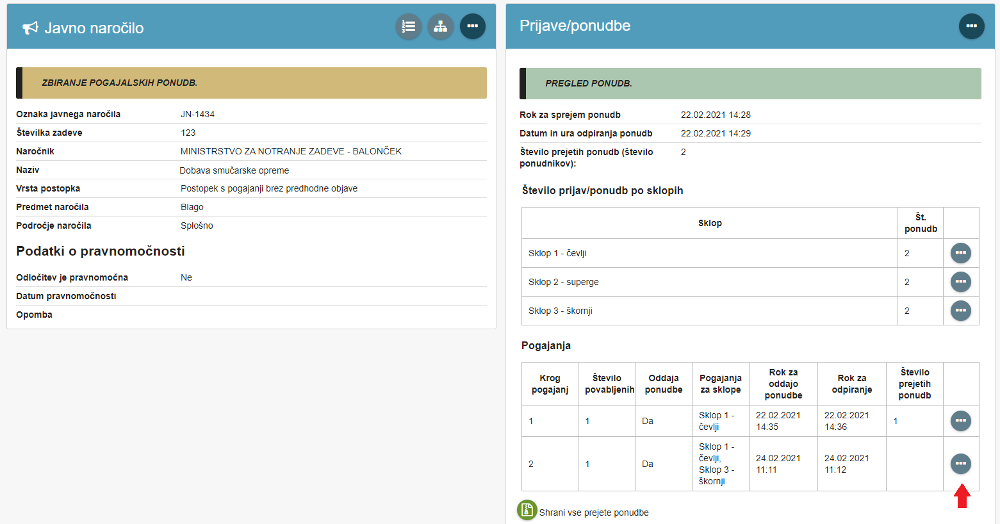 Javno naročilo
ZBIRANJE POGAJALSKIH PONUDB.
Oznaka javnega naročila JN-1434
Številka zadeve 123
Naročnik MINISTRSTVO ZA NOTRANJE ZADEVE - BALONČEK
Naziv Dobava smučarske opreme
Vrsta postopka Postopek s pogajanji brez predhodne objave
Predmet naročila Blago
Področje naročila Splošno
Podatki o pravnomočnosti
Odločitev je pravnomočna Ne
Datum pravnomočnosti
Opomba
Prijave/ponudbe
PREGLED PONUDB.
Rok za sprejem ponudb 22.02.2021 14:28
Datum in ura odpiranja ponudb 22.02.2021 14:29
Število prejetih ponudb (število 2
ponudnikov):
Število prijav/ponudb po sklopih
Sklop Št.
ponudb
Sklop 1 - čevlji 2
Sklop 2 - superge 2
Sklop 3 - škornji 2
Pogajanja
Krog
pogajanj
Število
povabljenih
Oddaja
ponudbe
Pogajanja
za sklope
Rok za
oddajo
ponudbe
Rok za
odpiranje
Število
prejetih
ponudb
1
1
Da
Sklop 1 -
čevlji
22.02.2021
14:35
22.02.2021
14:36
1
2
1
Da
Sklop 1 -
čevlji,
Sklop 3 -
škornji
24.02.2021
11:11
24.02.2021
11:12
Shrani vse prejete ponudbe